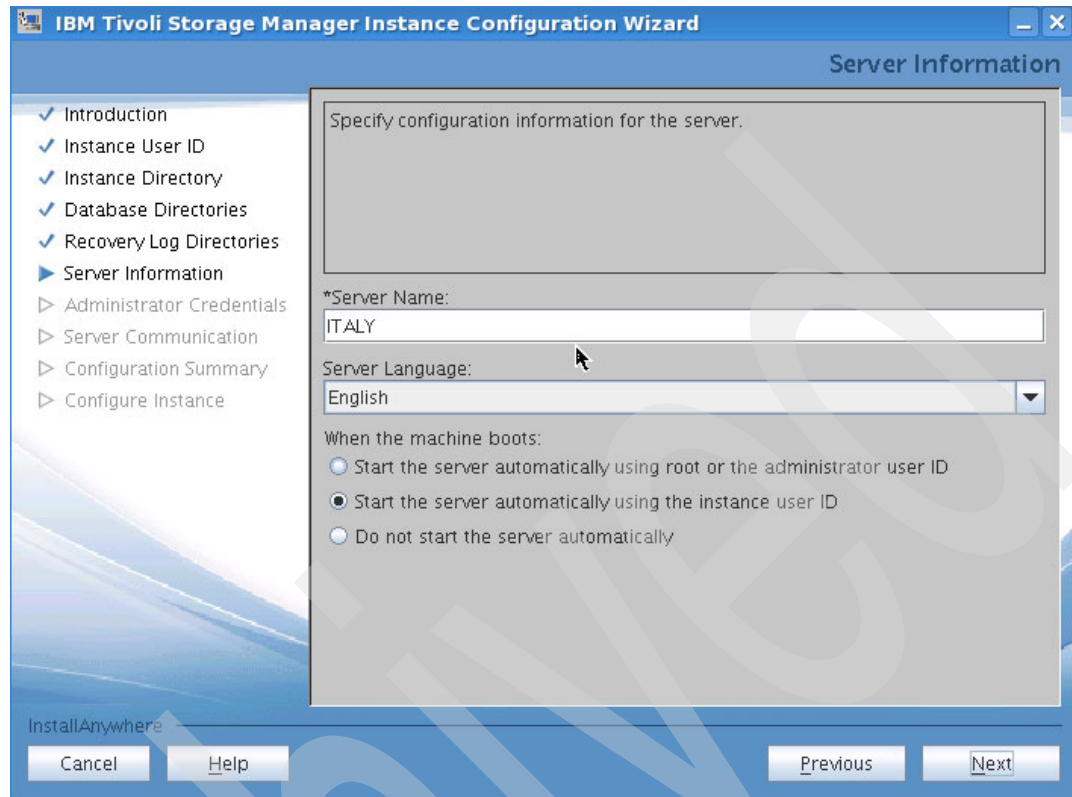 IBM Tivoli Storage Manager Instance Configuration Wizard
Server Information
Introduction
Instance User ID
Instance Directory
Database Directories
Recovery Log Directories
Server Information
Administrator Credentials
Server Communication
Configuration Summary
Configure Instance
Specify configuration information for the server.
*Server Name:
ITALY
Server Language:
English
When the machine boots:
Start the server automatically using root or the administrator user ID
Start the server automatically using the instance user ID
Do not start the server automatically
InstallAnywhere
Cancel
Help
Previous
Next